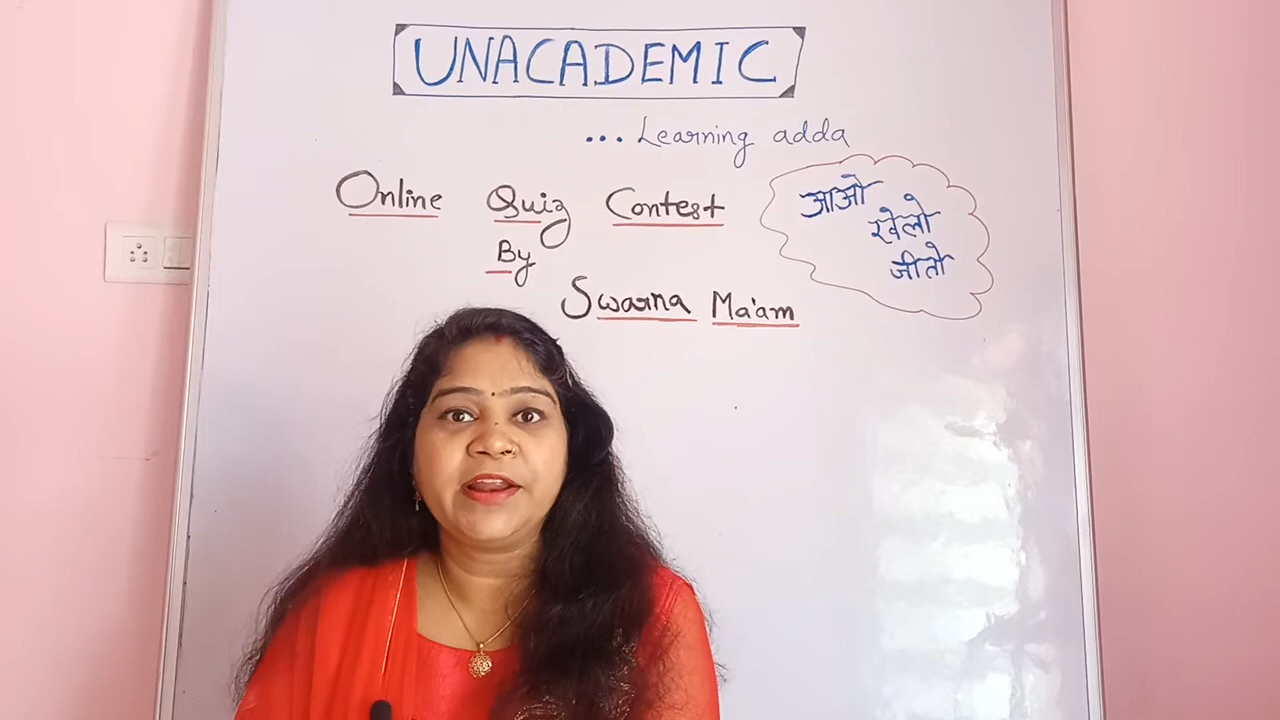 UNACADEMIC
... Learning adda
Online Quiz Contest
By
Swarna Ma'am
आओ
खेलो
जीतो